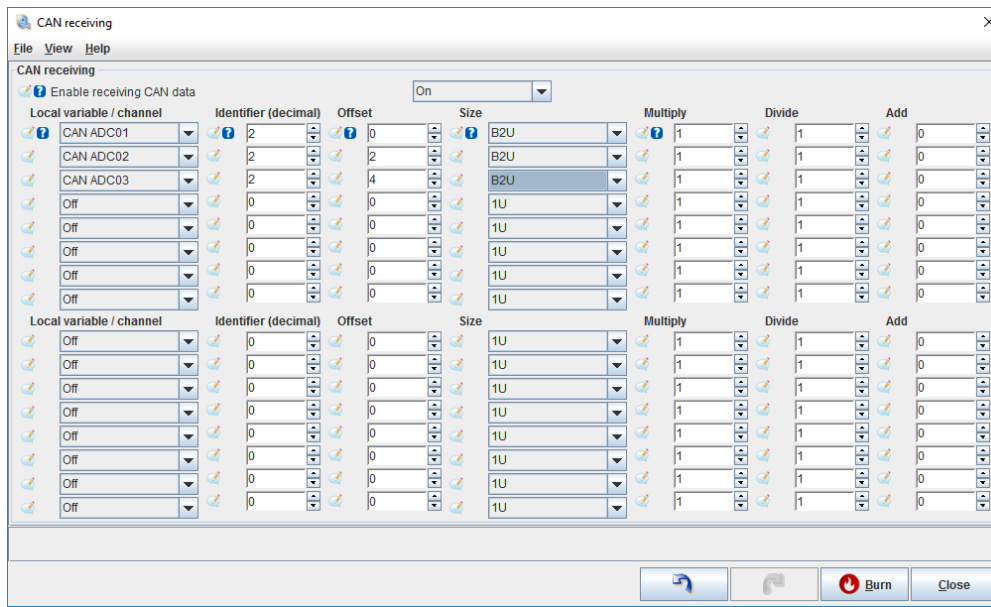 CAN receiving
File View Help
CAN receiving
Enable receiving CAN data On
Local variable / channel Identifier (decimal) Offset Size Multiply Divide Add
CAN ADC01 2 0 B2U 1 1 0
CAN ADC02 2 2 B2U 1 1 0
CAN ADC03 2 4 B2U 1 1 0
Off 0 0 1U 1 1 0
Off 0 0 1U 1 1 0
Off 0 0 1U 1 1 0
Off 0 0 1U 1 1 0
Off 0 0 1U 1 1 0
Local variable / channel Identifier (decimal) Offset Size Multiply Divide Add
Off 0 0 1U 1 1 0
Off 0 0 1U 1 1 0
Off 0 0 1U 1 1 0
Off 0 0 1U 1 1 0
Off 0 0 1U 1 1 0
Off 0 0 1U 1 1 0
Off 0 0 1U 1 1 0
Off 0 0 1U 1 1 0
Burn Close